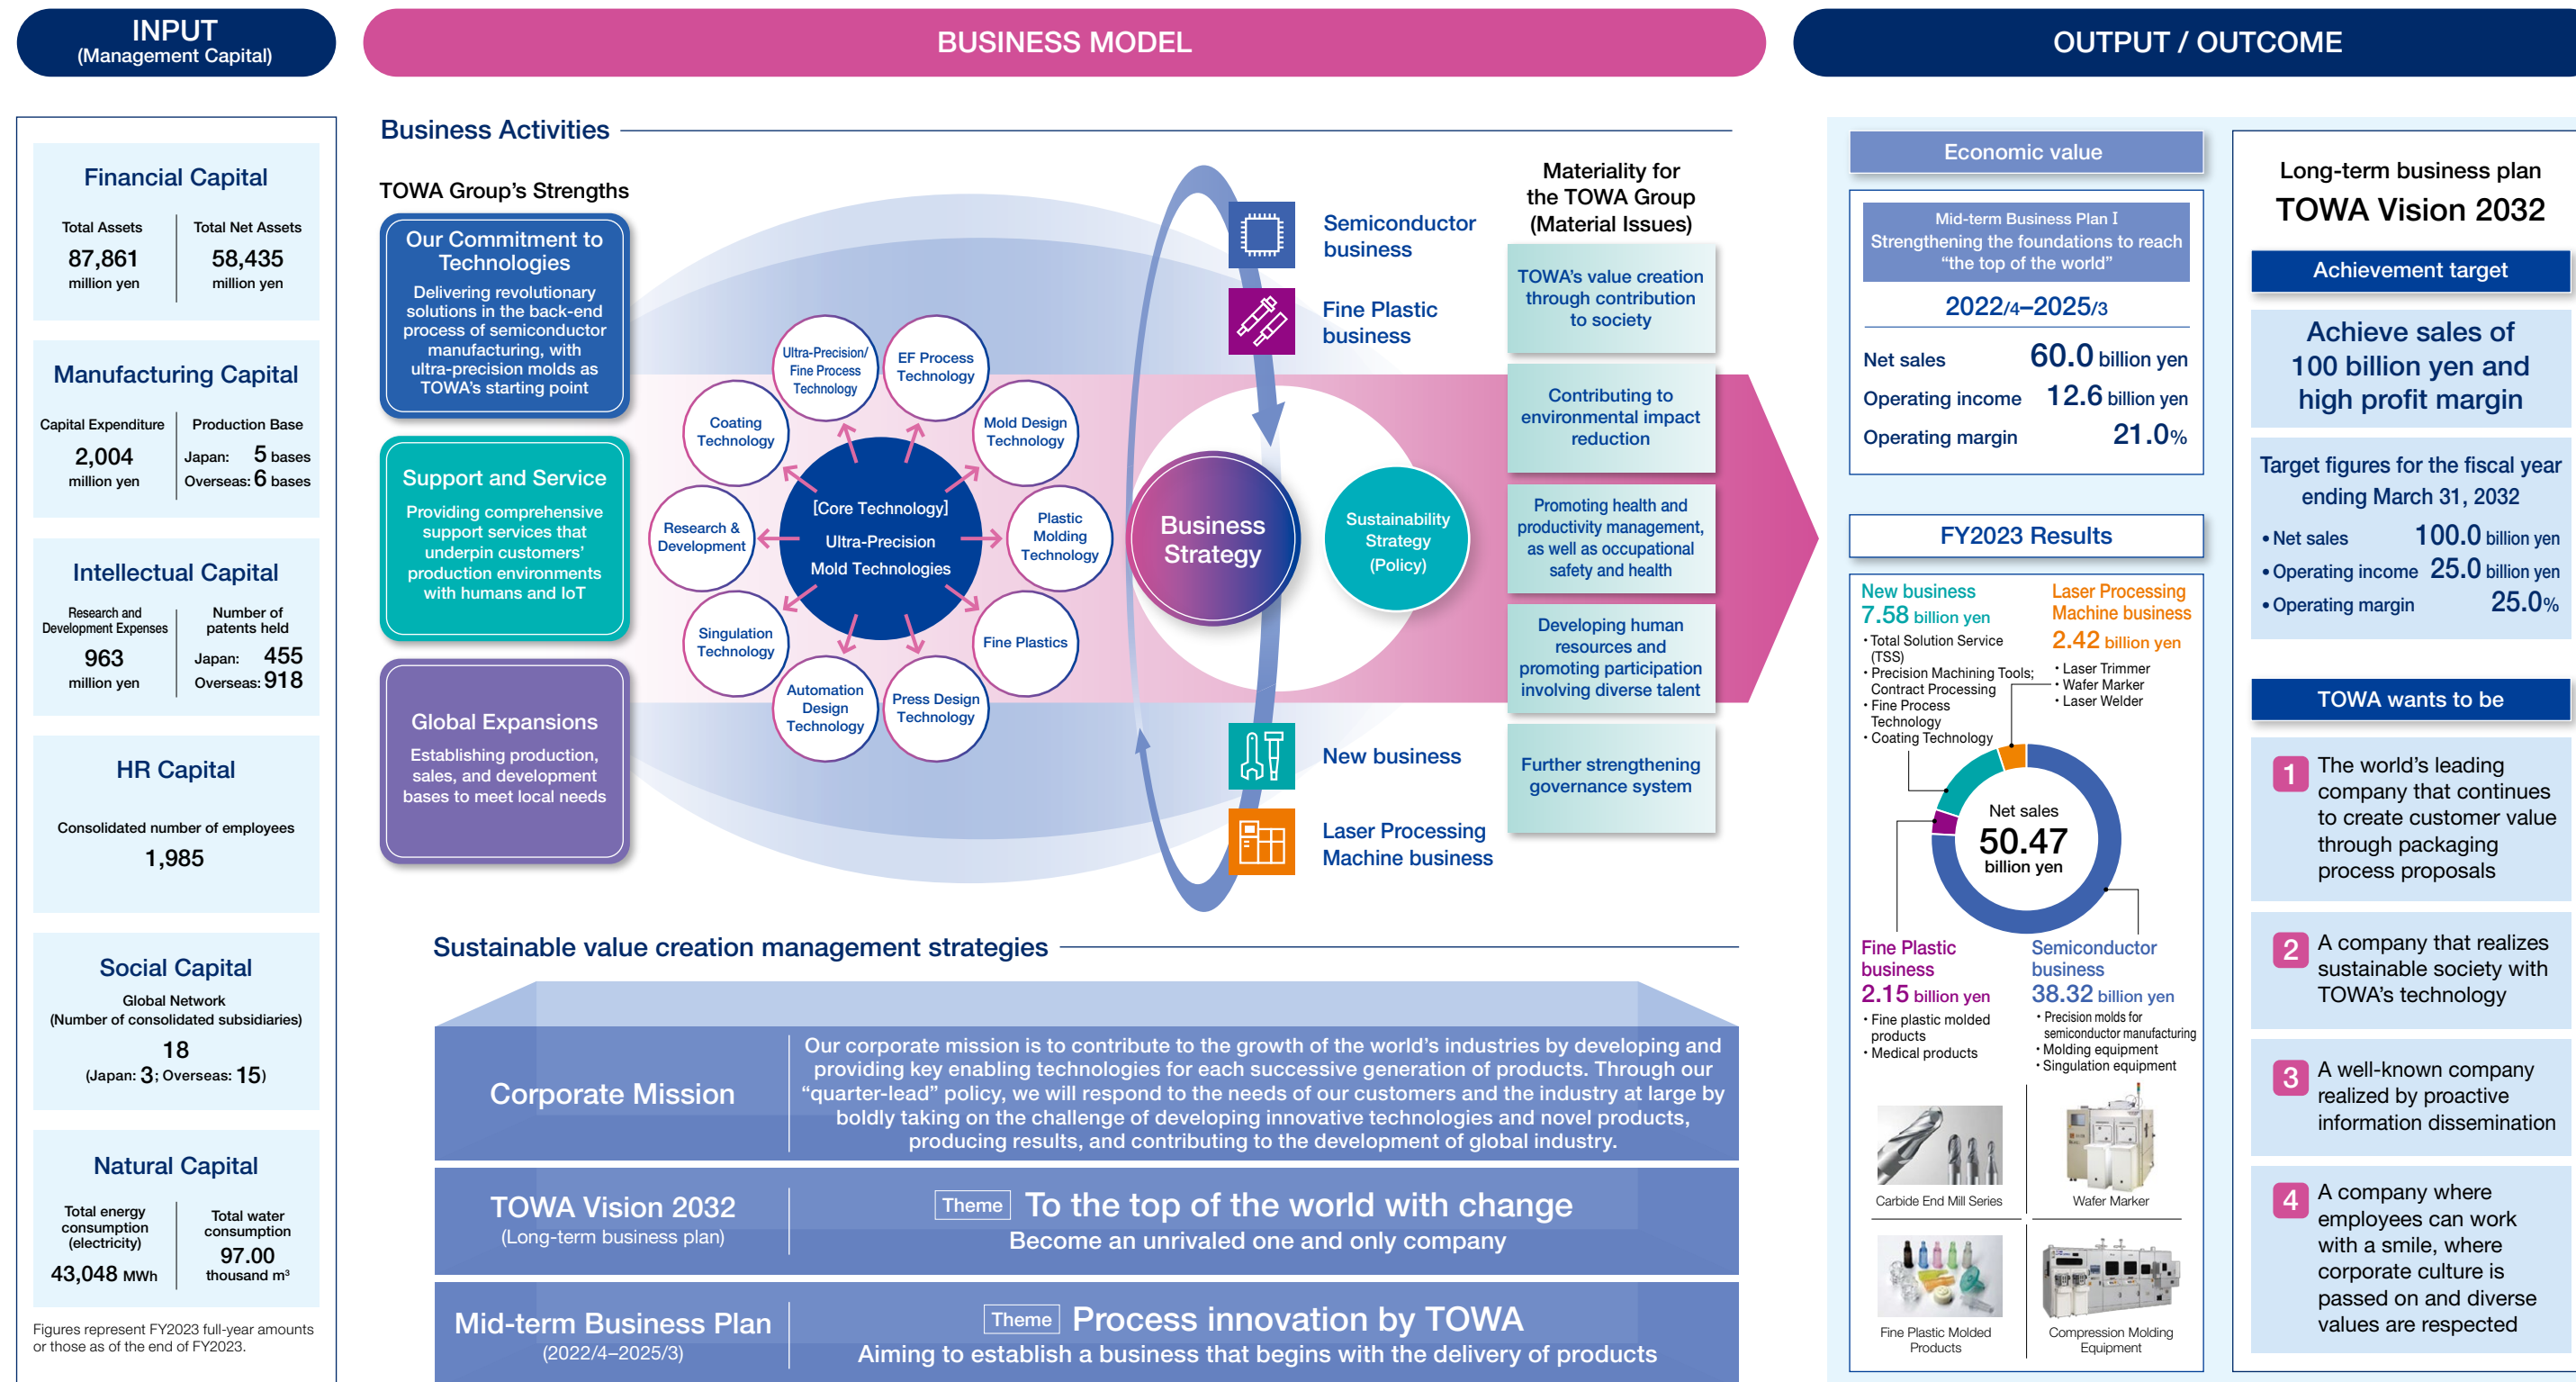 INPUT
(Management Capital)
BUSINESS MODEL
OUTPUT / OUTCOME
Financial Capital
Total Assets
87,861
million yen
Total Net Assets
58,435
million yen
Manufacturing Capital
Capital Expenditure
2,004
million yen
Production Base
Japan: 5 bases
Overseas: 6 bases
Intellectual Capital
Research and
Development Expenses
963
million yen
Number of
patents held
Japan: 455
Overseas: 918
HR Capital
Consolidated number of employees
1,985
Social Capital
Global Network
(Number of consolidated subsidiaries)
18
(Japan: 3; Overseas: 15)
Natural Capital
Total energy
consumption
(electricity)
43,048 MWh
Total water
consumption
97.00
thousand m³
Figures represent FY2023 full-year amounts
or those as of the end of FY2023.
Business Activities
TOWA Group's Strengths
Our Commitment to
Technologies
Delivering revolutionary
solutions in the back-end
process of semiconductor
manufacturing, with
ultra-precision molds as
TOWA's starting point
Support and Service
Providing comprehensive
support services that
underpin customers'
production environments
with humans and IoT
Global Expansions
Establishing production,
sales, and development
bases to meet local needs
Ultra-Precision/
Fine Process
Technology
EF Process
Technology
Coating
Technology
Mold Design
Technology
Research &
Development
[Core Technology]
Ultra-Precision
Mold Technologies
Plastic
Molding
Technology
Singulation
Technology
Fine Plastics
Automation
Design
Technology
Press Design
Technology
Semiconductor
business
Fine Plastic
business
Business
Strategy
Sustainability
Strategy
(Policy)
New business
Laser Processing
Machine business
Materiality for
the TOWA Group
(Material Issues)
TOWA's value creation
through contribution
to society
Contributing to
environmental impact
reduction
Promoting health and
productivity management,
as well as occupational
safety and health
Developing human
resources and
promoting participation
involving diverse talent
Further strengthening
governance system
Sustainable value creation management strategies
Corporate Mission
Our corporate mission is to contribute to the growth of the world's industries by developing and
providing key enabling technologies for each successive generation of products. Through our
"quarter-lead" policy, we will respond to the needs of our customers and the industry at large by
boldly taking on the challenge of developing innovative technologies and novel products,
producing results, and contributing to the development of global industry.
TOWA Vision 2032
(Long-term business plan)
Theme To the top of the world with change
Become an unrivaled one and only company
Mid-term Business Plan
(2022/4–2025/3)
Theme Process innovation by TOWA
Aiming to establish a business that begins with the delivery of products
Economic value
Mid-term Business Plan I
Strengthening the foundations to reach
"the top of the world"
2022/4–2025/3
Net sales 60.0 billion yen
Operating income 12.6 billion yen
Operating margin 21.0%
FY2023 Results
New business
7.58 billion yen
• Total Solution Service
(TSS)
• Precision Machining Tools;
Contract Processing
• Fine Process
Technology
• Coating Technology
Laser Processing
Machine business
2.42 billion yen
• Laser Trimmer
• Wafer Marker
• Laser Welder
Net sales
50.47
billion yen
Fine Plastic
business
2.15 billion yen
• Fine plastic molded
products
• Medical products
Semiconductor
business
38.32 billion yen
• Precision molds for
semiconductor manufacturing
• Molding equipment
• Singulation equipment
Carbide End Mill Series
Wafer Marker
Fine Plastic Molded
Products
Compression Molding
Equipment
Long-term business plan
TOWA Vision 2032
Achievement target
Achieve sales of
100 billion yen and
high profit margin
Target figures for the fiscal year
ending March 31, 2032
• Net sales 100.0 billion yen
• Operating income 25.0 billion yen
• Operating margin 25.0%
TOWA wants to be
1 The world's leading
company that continues
to create customer value
through packaging
process proposals
2 A company that realizes
sustainable society with
TOWA's technology
3 A well-known company
realized by proactive
information dissemination
4 A company where
employees can work
with a smile, where
corporate culture is
passed on and diverse
values are respected